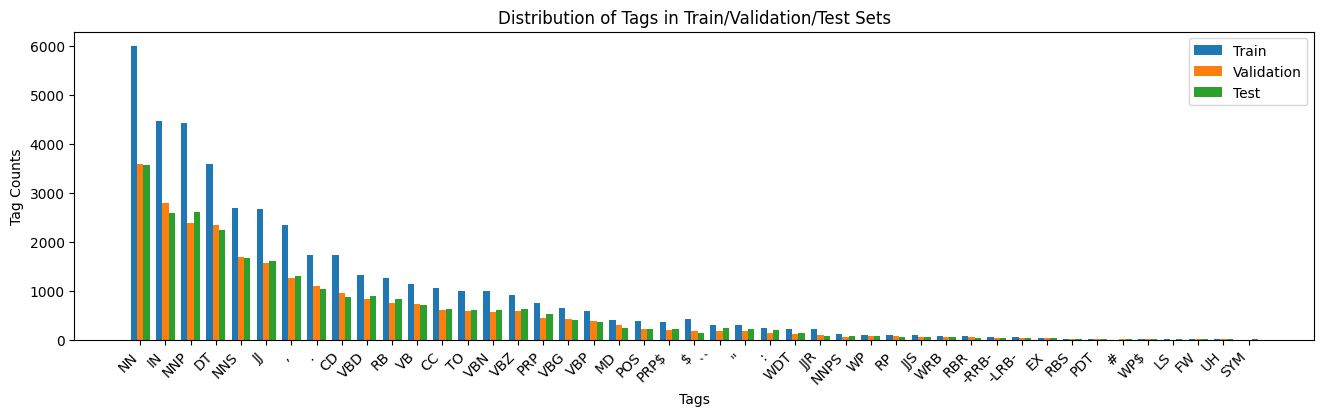 Distribution of Tags in Train/Validation/Test Sets
Train
Validation
Test
Tag Counts
6000
5000
4000
3000
2000
1000
0
NN IN NNP DT NNS JJ , . CD VBD RB VB CC TO VBN VBZ PRP VBG VBP MD POS PRP$ $ `` '' : WDT JJR NNPS WP RP JJS WRB RBR -RRB- -LRB- EX RBS PDT # WP$ LS FW UH SYM
Tags